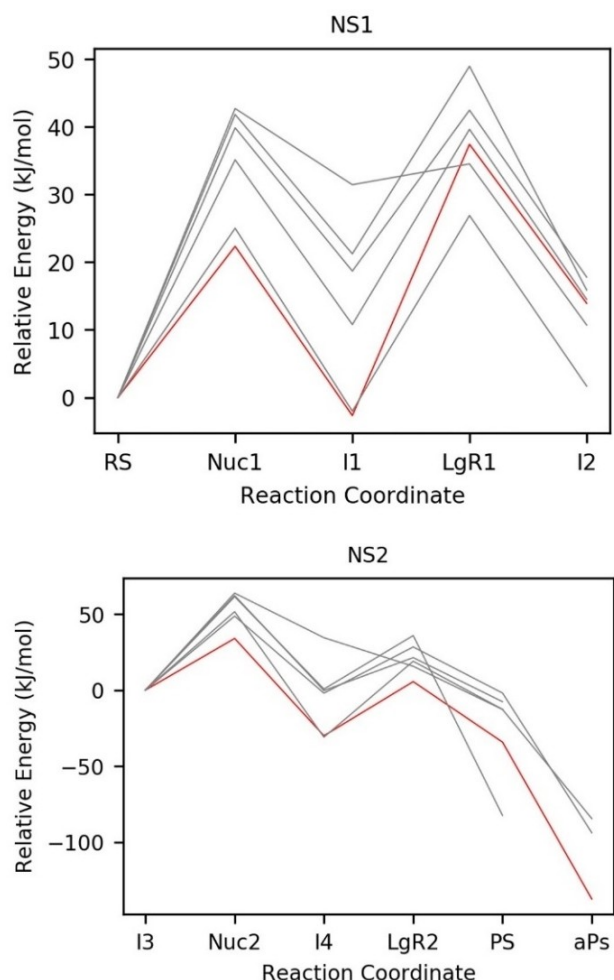 NS1
Relative Energy (kJ/mol)
50
40
30
20
10
0
RS Nuc1 I1 LgR1 I2
Reaction Coordinate
NS2
Relative Energy (kJ/mol)
50
0
−50
−100
I3 Nuc2 I4 LgR2 PS aPs
Reaction Coordinate